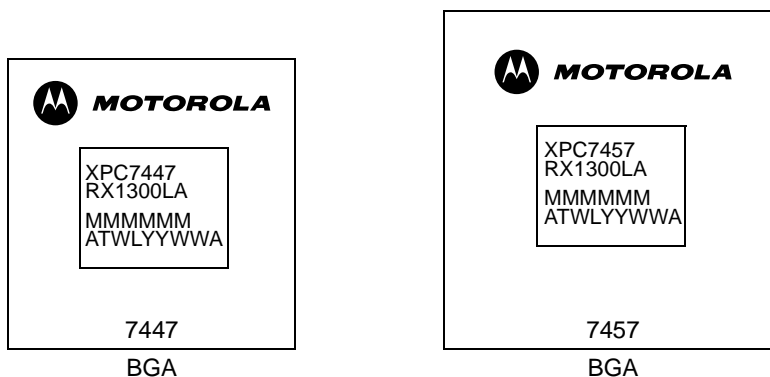 MOTOROLA
XPC7447
RX1300LA
MMMMMM
ATWLYYWWA
7447
BGA
MOTOROLA
XPC7457
RX1300LA
MMMMMM
ATWLYYWWA
7457
BGA